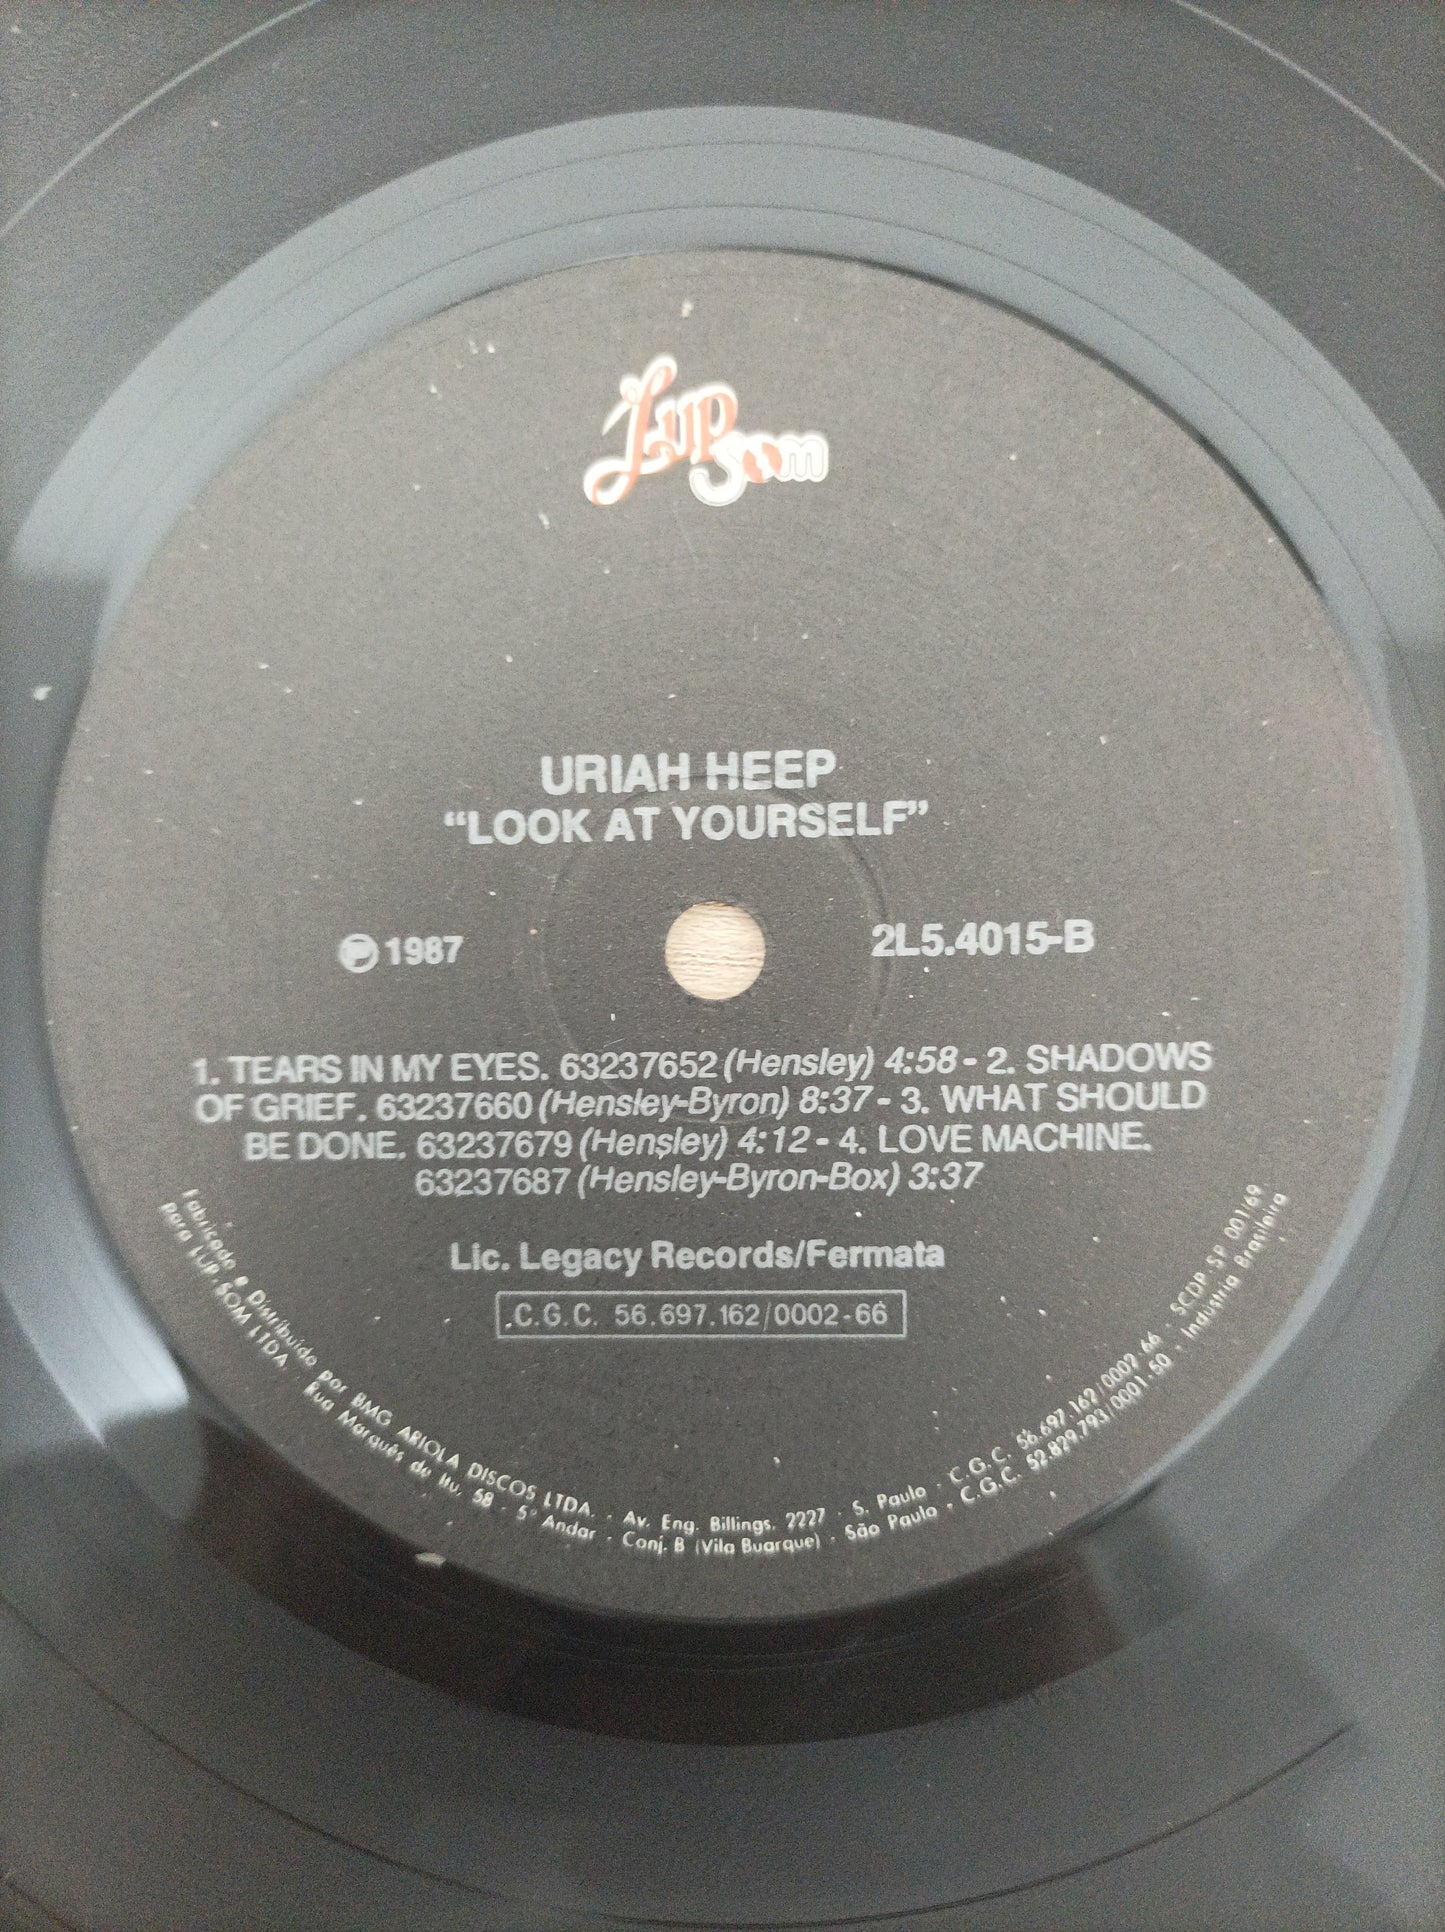 Lup Som
URIAH HEEP
“LOOK AT YOURSELF”
Ⓟ 1987
2L5.4015-B
1. TEARS IN MY EYES. 63237652 (Hensley) 4:58 - 2. SHADOWS
OF GRIEF. 63237660 (Hensley-Byron) 8:37 - 3. WHAT SHOULD
BE DONE. 63237679 (Hensley) 4:12 - 4. LOVE MACHINE.
63237687 (Hensley-Byron-Box) 3:37
Lic. Legacy Records/Fermata
C.G.C. 56.697.162/0002-66
Fabricado e Distribuído por BMG ARIOLA DISCOS LTDA. · Av. Eng. Billings, 2227 · S. Paulo · C.G.C. 56.697.162/0002-66 · SCDP-SP 00169
Para LUP-SOM LTDA - Rua Marquês de Itu, 58 - 5º Andar · Conj. B (Vila Buarque) · São Paulo · C.G.C. 52.829.793/0001.50 - Industria Brasileira